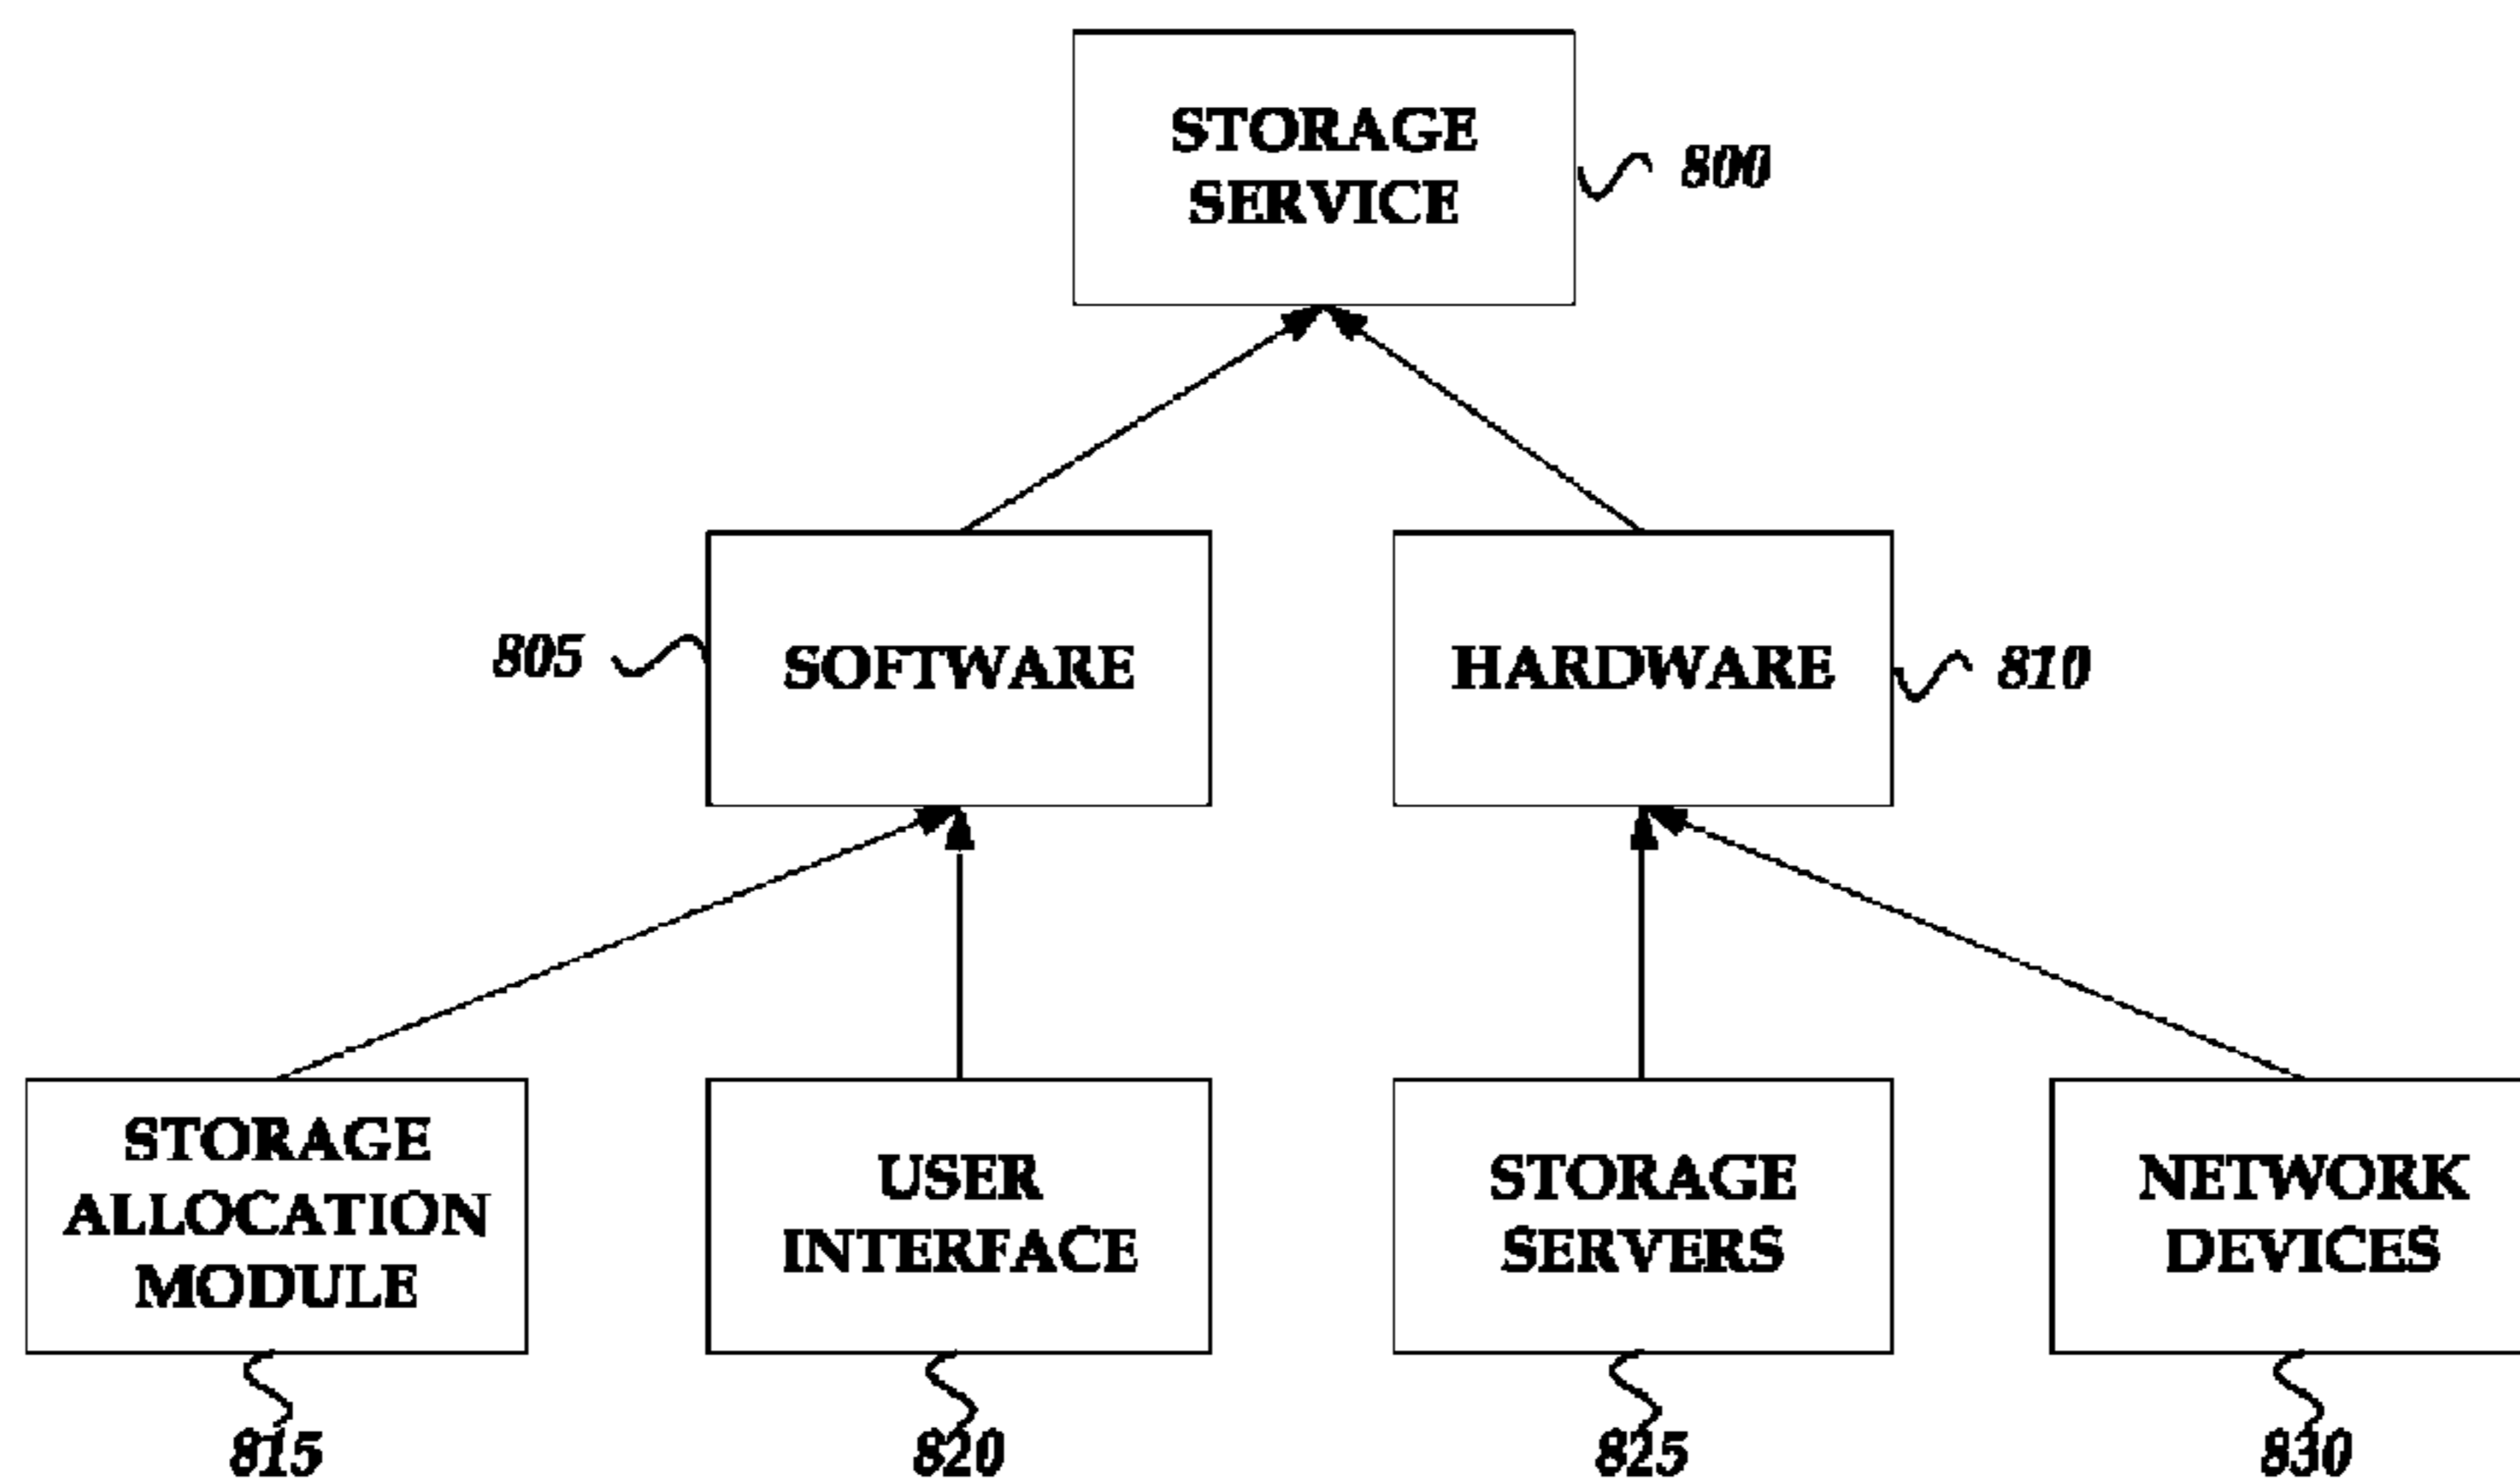 STORAGE
SERVICE
800
805
SOFTWARE
HARDWARE
810
STORAGE
ALLOCATION
MODULE
USER
INTERFACE
STORAGE
SERVERS
NETWORK
DEVICES
815
820
825
830